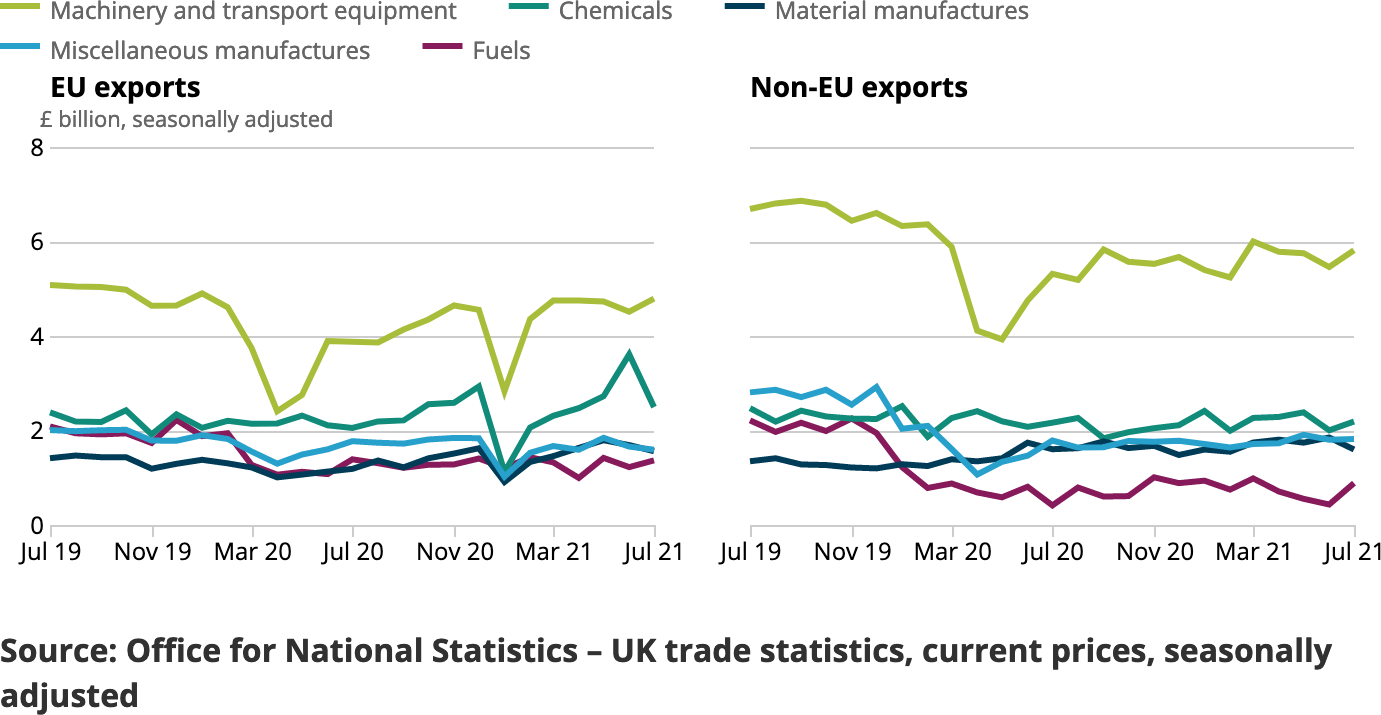 Machinery and transport equipment Chemicals Material manufactures
Miscellaneous manufactures Fuels
EU exports
£ billion, seasonally adjusted
8
6
4
2
0
Jul 19 Nov 19 Mar 20 Jul 20 Nov 20 Mar 21 Jul 21
Non-EU exports
Jul 19 Nov 19 Mar 20 Jul 20 Nov 20 Mar 21 Jul 21
Source: Office for National Statistics – UK trade statistics, current prices, seasonally
adjusted